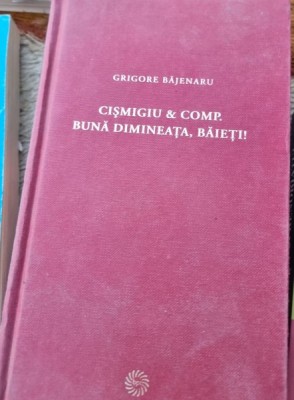 GRIGORE BĂJENARU
CIŞMIGIU & COMP.
BUNĂ DIMINEAŢA, BĂIEŢI!